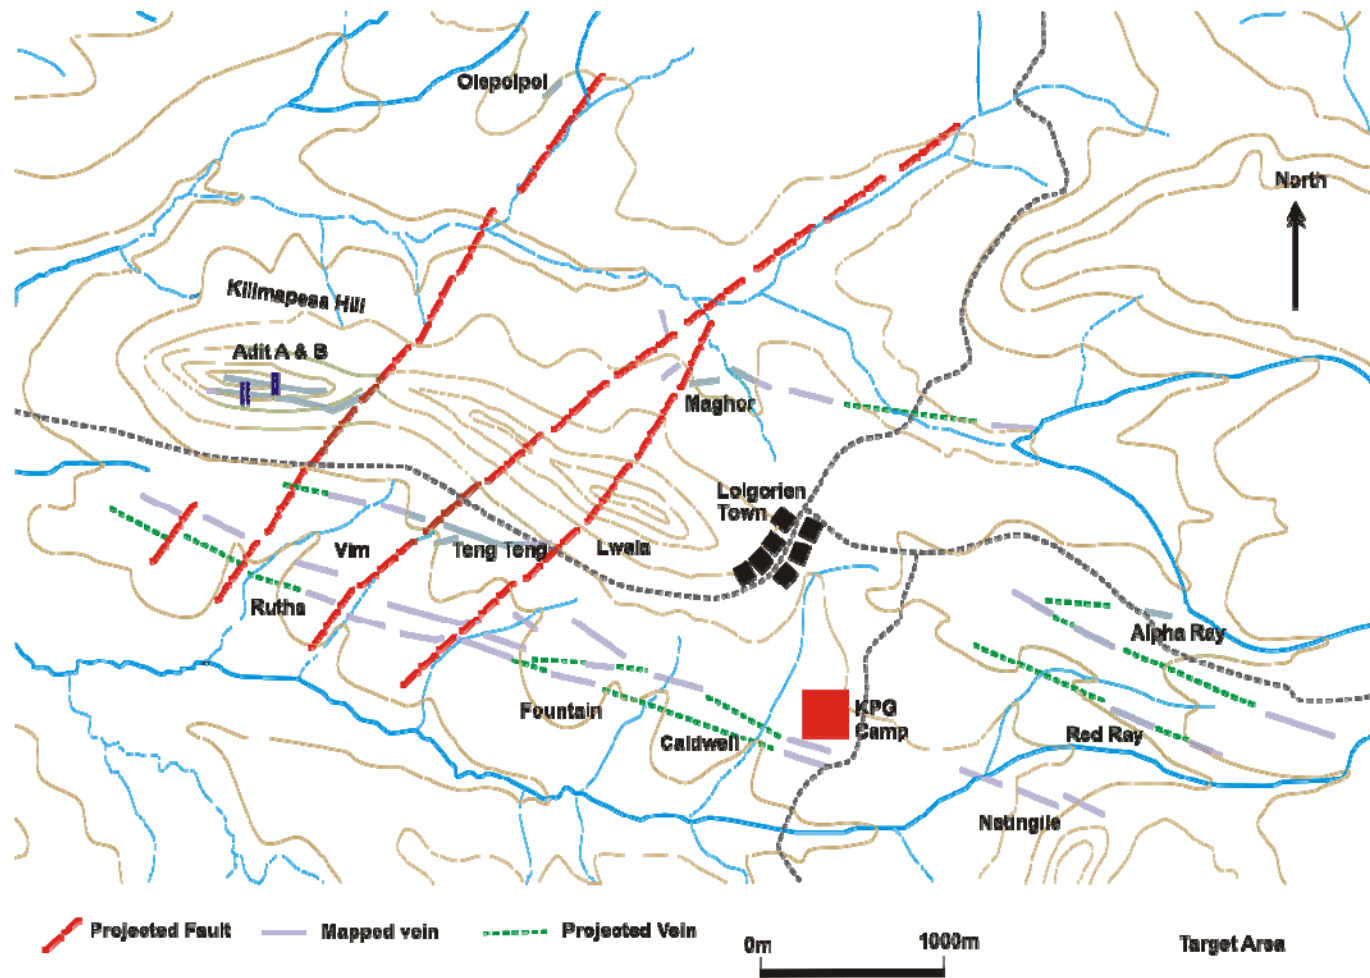 Olepolpol
North
Kilimapesa Hill
Adit A & B
Maghor
Lolgorien
Town
Vim
Teng Teng
Lwala
Rutha
Alpha Ray
Fountain
KPG
Camp
Caldwell
Red Ray
Natingile
Projected Fault
Mapped vein
Projected Vein
0m
1000m
Target Area